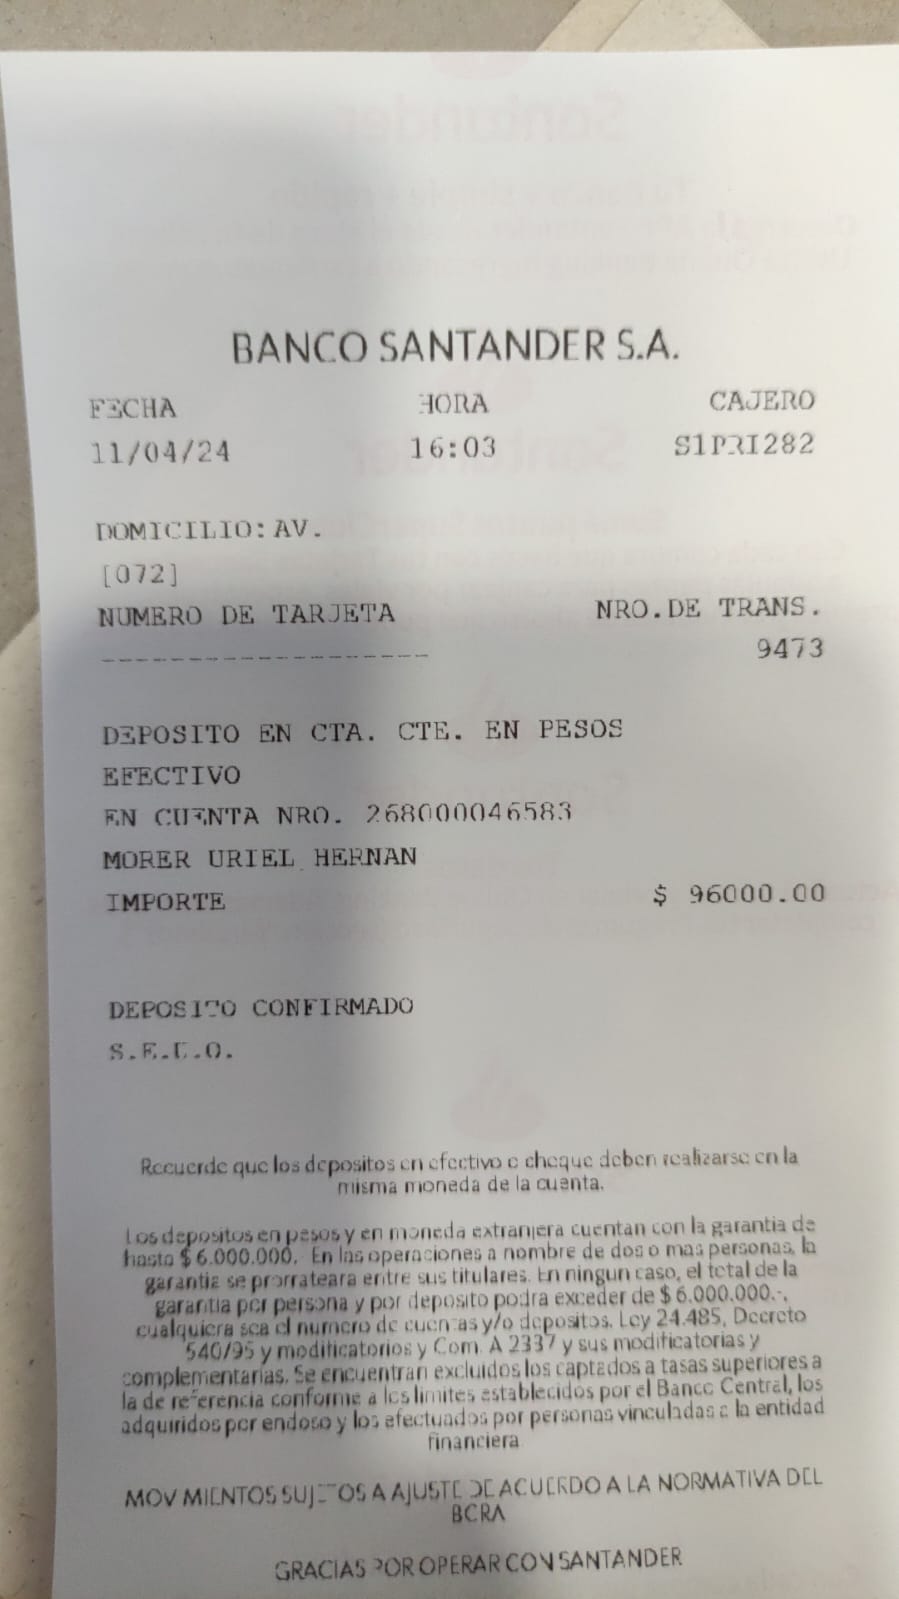 BANCO SANTANDER S.A.
FECHA HORA CAJERO
11/04/24 16:03 S1PRI282
DOMICILIO: AV.
[072]
NUMERO DE TARJETA NRO.DE TRANS.
------------------- 9473
DEPOSITO EN CTA. CTE. EN PESOS
EFECTIVO
EN CUENTA NRO. 268000046583
MORER URIEL HERNAN
IMPORTE $ 96000.00
DEPOSITO CONFIRMADO
S.E.U.O.
Recuerde que los depositos en efectivo o cheque deben realizarse en la
misma moneda de la cuenta.
Los depositos en pesos y en moneda extranjera cuentan con la garantia de
hasta $ 6.000.000. En las operaciones a nombre de dos o mas personas, la
garantia se prorrateara entre sus titulares. En ningun caso, el total de la
garantia por persona y por deposito podra exceder de $ 6.000.000.-,
cualquiera sea el numero de cuentas y/o depositos. Ley 24.485, Decreto
540/95 y modificatorios y Com. A 2337 y sus modificatorias y
complementarias. Se encuentran excluidos los captados a tasas superiores a
la de referencia conforme a los limites establecidos por el Banco Central, los
adquiridos por endoso y los efectuados por personas vinculadas a la entidad
financiera
MOVIMIENTOS SUJETOS A AJUSTE DE ACUERDO A LA NORMATIVA DEL
BCRA
GRACIAS POR OPERAR CON SANTANDER